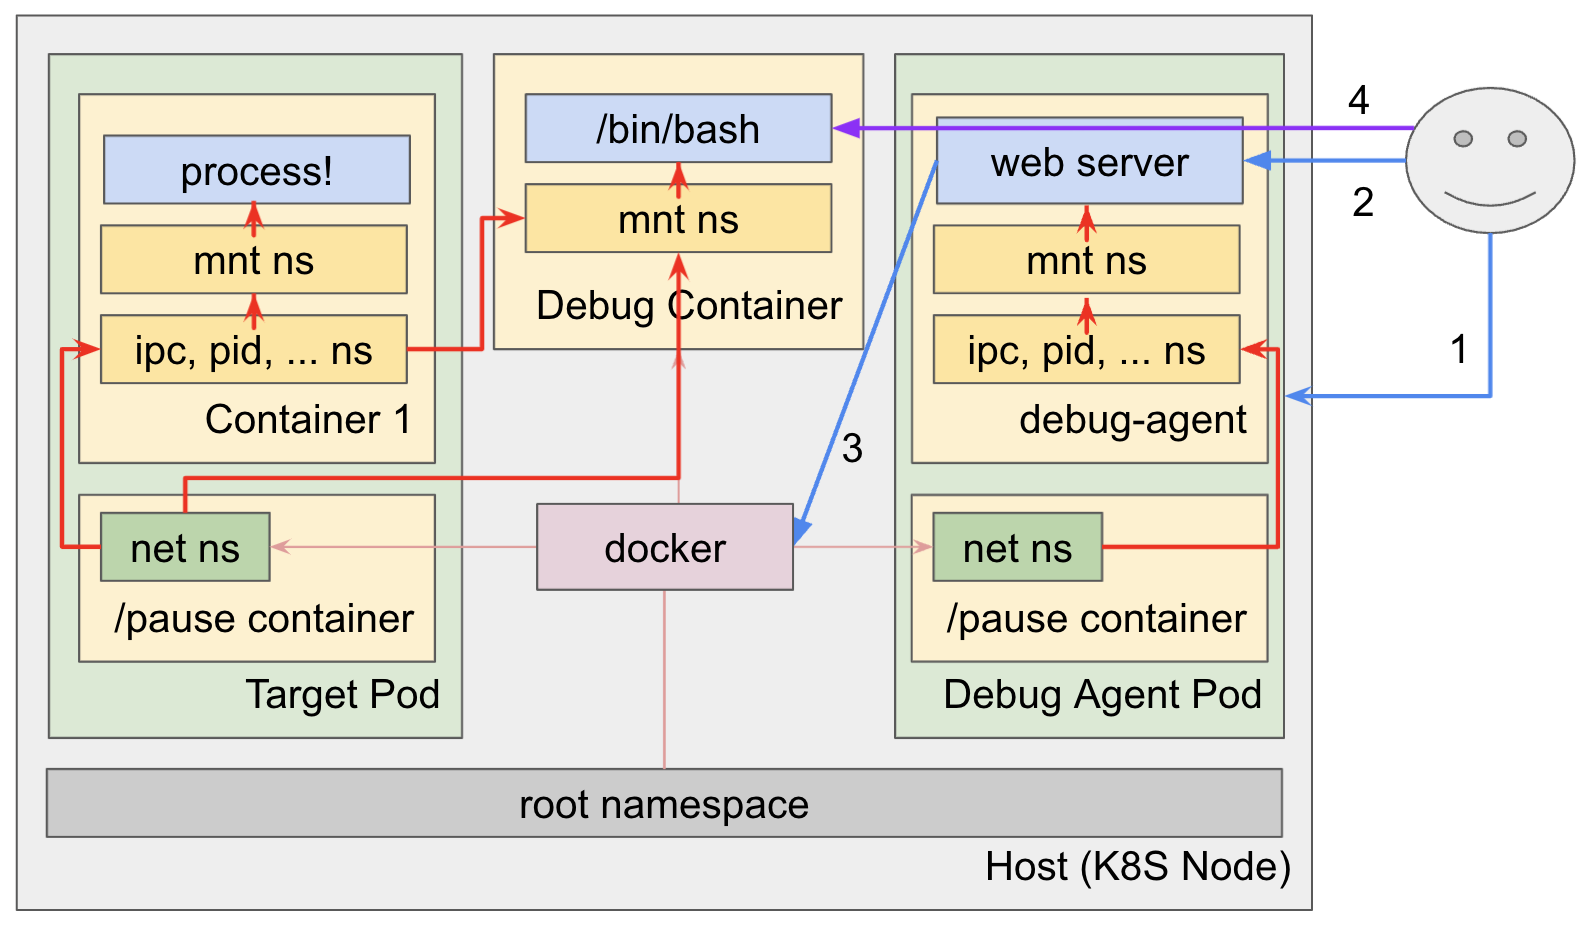 process!
mnt ns
ipc, pid, ... ns
Container 1
net ns
/pause container
Target Pod
/bin/bash
mnt ns
Debug Container
docker
3
web server
mnt ns
ipc, pid, ... ns
debug-agent
net ns
/pause container
Debug Agent Pod
4
2
1
root namespace
Host (K8S Node)